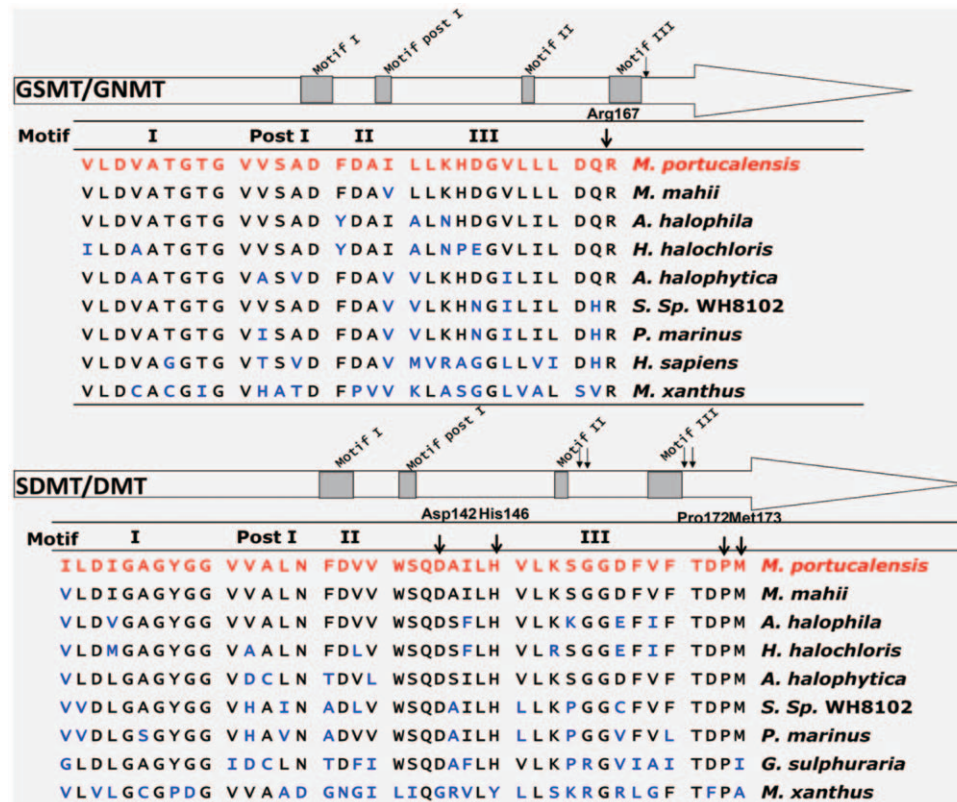 Motif I Motif post I Motif II Motif III
GSMT/GNMT
Arg167
Motif I Post I II III
VLDVATGTG VVSAD FDAI LLKHDGVLLL DQR M. portucalensis
VLDVATGTG VVSAD FDAV LLKHDGVLLL DQR M. mahii
VLDVATGTG VVSAD YDAI ALNHDGVLIL DQR A. halophila
ILDAATGTG VVSAD YDAI ALNPEGVLIL DQR H. halochloris
VLDAATGTG VASVD FDAV VLKHDGILIL DQR A. halophytica
VLDVATGTG VVSAD FDAV VLKHNGILIL DHR S. Sp. WH8102
VLDVATGTG VISAD FDAV VLKHNGILIL DHR P. marinus
VLDVAGGTG VTSVD FDAV MVRAGGLLVI DHR H. sapiens
VLDCACGIG VHATD FPVV KLASGGLVAL SVR M. xanthus
Motif I Motif post I Motif II Motif III
SDMT/DMT
Asp142 His146 Pro172 Met173
Motif I Post I II III
ILDIGAGYGG VVALN FDVV WSQDAILH VLKSGGDFVF TDPM M. portucalensis
VLDIGAGYGG VVALN FDVV WSQDAILH VLKSGGDFVF TDPM M. mahii
VLDVGAGYGG VVALN FDVV WSQDSFLH VLKKGGEFIF TDPM A. halophila
VLDMGAGYGG VAALN FDLV WSQDSFLH VLRSGGEFIF TDPM H. halochloris
VLDLGAGYGG VDCLN TDVL WSQDSILH VLKSGGDFVF TDPM A. halophytica
VVDLGAGYGG VHAIN ADLV WSQDAILH LLKPGGCFVF TDPM S. Sp. WH8102
VVDLGSGYGG VHAVN ADVV WSQDAILH LLKPGGVFVL TDPM P. marinus
GLDLGAGYGG IDCLN TDFI WSQDAFLH VLKPRGVIAI TDPI G. sulphuraria
VLVLGCGPDG VVAAD GNGI LIQGRVLY LLSKRGRLGF TFPA M. xanthus